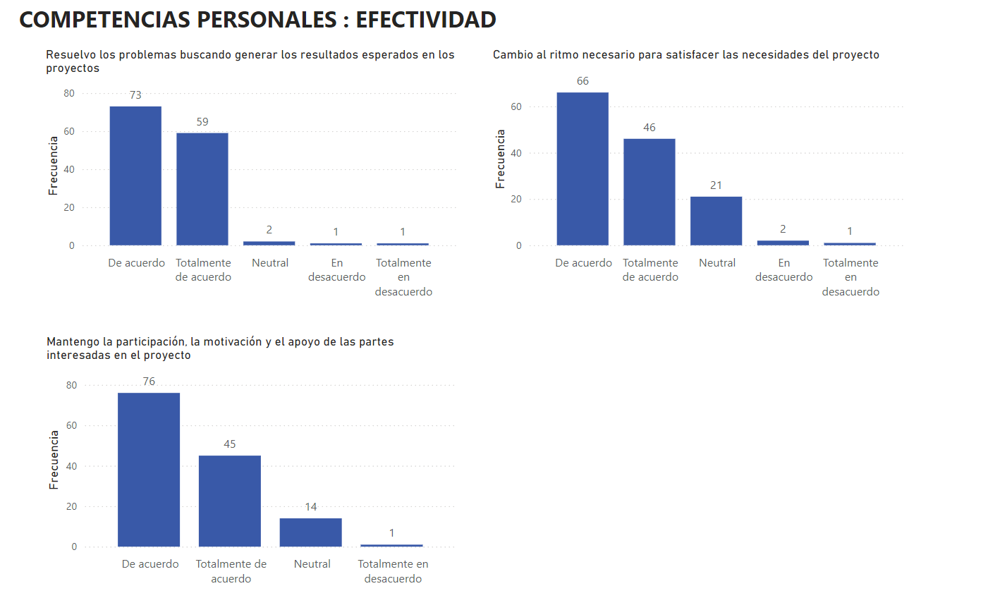 COMPETENCIAS PERSONALES : EFECTIVIDAD
Resuelvo los problemas buscando generar los resultados esperados en los
proyectos
80
60
40
20
0
Frecuencia
73
59
2
1
1
De acuerdo
Totalmente
de acuerdo
Neutral
En
desacuerdo
Totalmente
en
desacuerdo
Cambio al ritmo necesario para satisfacer las necesidades del proyecto
60
40
20
0
Frecuencia
66
46
21
2
1
De acuerdo
Totalmente
de acuerdo
Neutral
En
desacuerdo
Totalmente
en
desacuerdo
Mantengo la participación, la motivación y el apoyo de las partes
interesadas en el proyecto
80
60
40
20
0
Frecuencia
76
45
14
1
De acuerdo
Totalmente de
acuerdo
Neutral
Totalmente en
desacuerdo